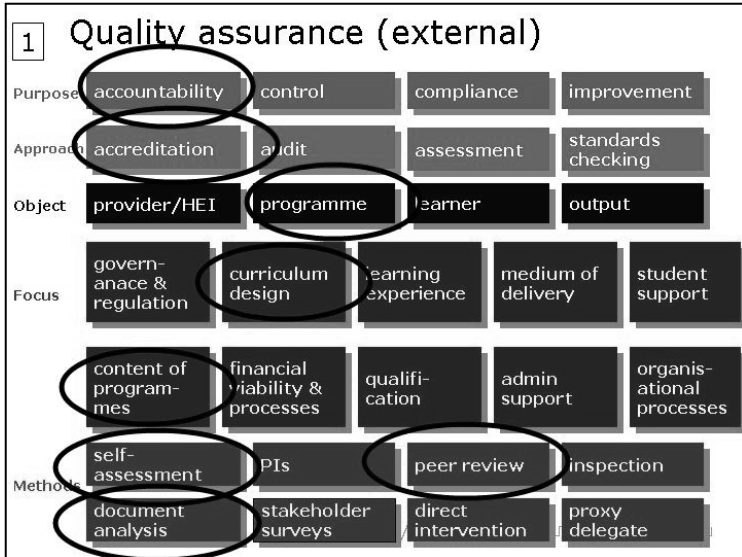 1 Quality assurance (external)
Purpose accountability control compliance improvement
Approach accreditation audit assessment standards checking
Object provider/HEI programme learner output
Focus
govern-
anace &
regulation
curriculum
design
learning
experience
medium of
delivery
student
support
content of
program-
mes
financial
viability &
processes
qualifi-
cation
admin
support
organis-
ational
processes
Methods
self-
assessment
PIs
peer review
inspection
document
analysis
stakeholder
surveys
direct
intervention
proxy
delegate